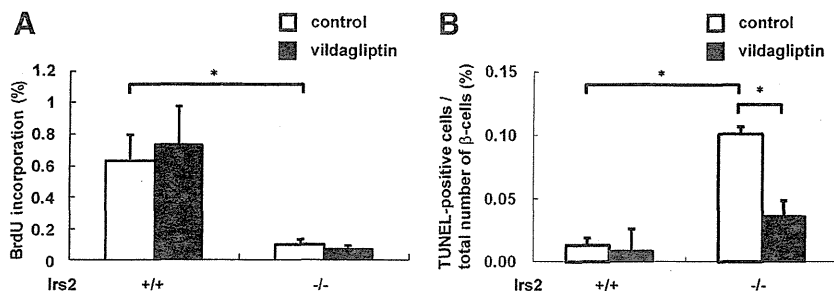 A
control
vildagliptin
BrdU incorporation (%)
1.2
1
0.8
0.6
0.4
0.2
0
*
Irs2
+/+
-/-
B
control
vildagliptin
TUNEL-positive cells /
total number of β-cells (%)
0.15
0.10
0.05
0.00
*
*
Irs2
+/+
-/-